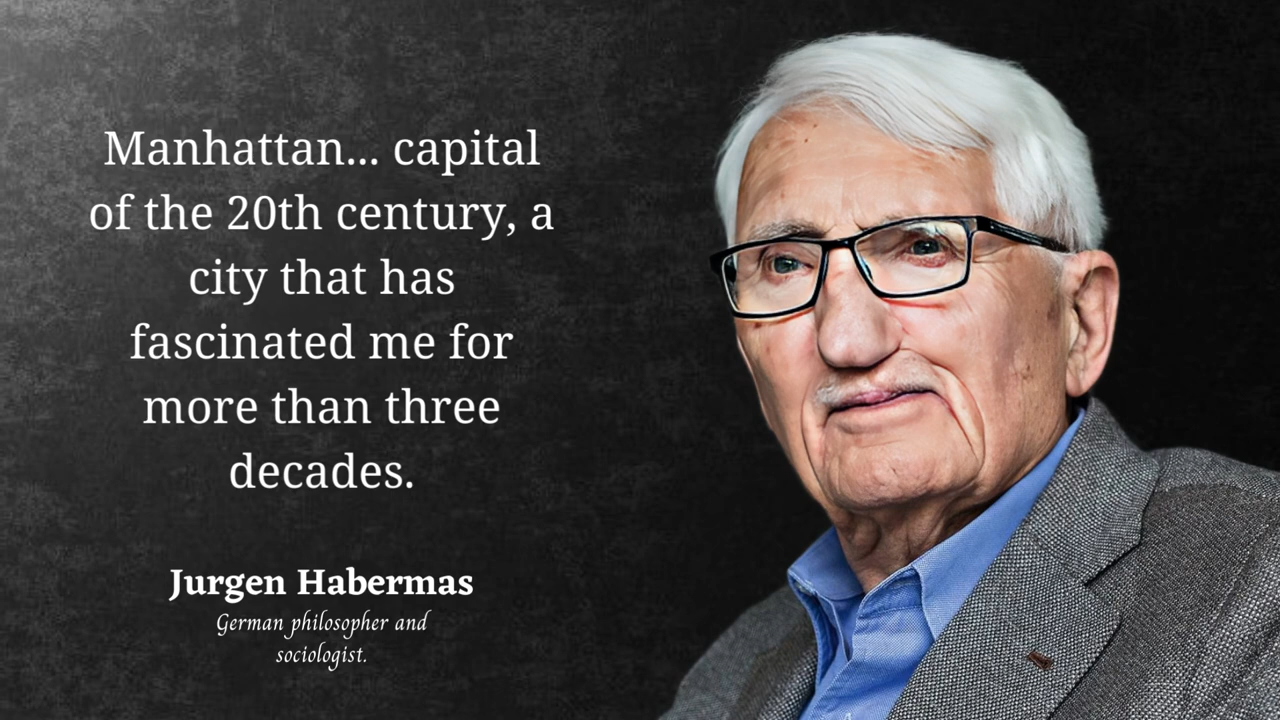 Manhattan... capital
of the 20th century, a
city that has
fascinated me for
more than three
decades.
Jurgen Habermas
German philosopher and
sociologist.